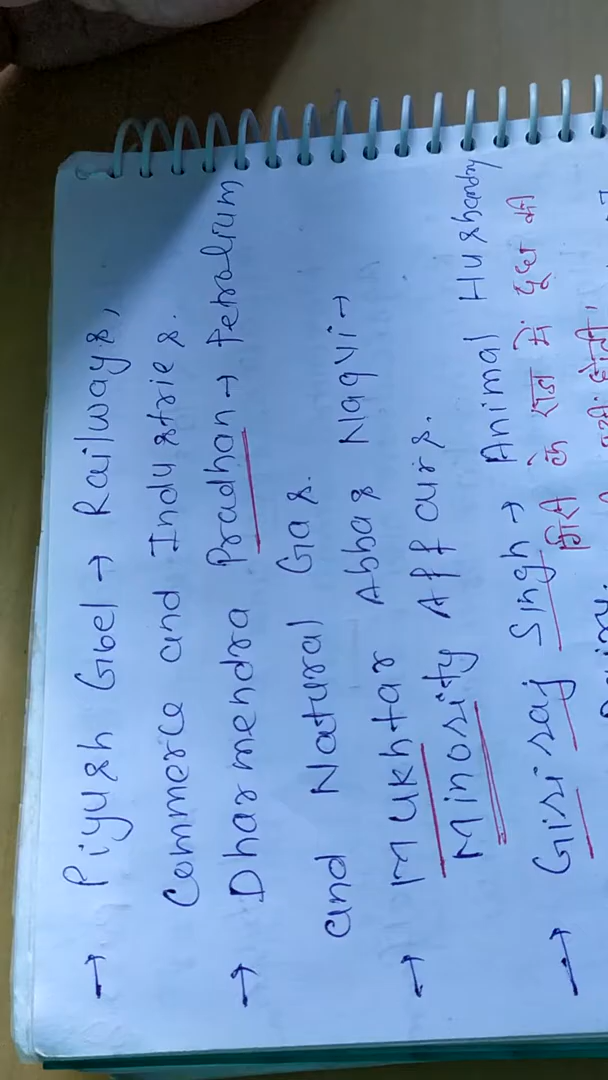 → Piyush Goel → Railways,
Commerce and Industries.
→ Dharmendra Pradhan → Petrolium
and Natural Gas.
→ Mukhtar Abbas Naqvi →
Minority Affairs.
→ Giriraj Singh → Animal Husbandry
गिरी के राज में दूध की